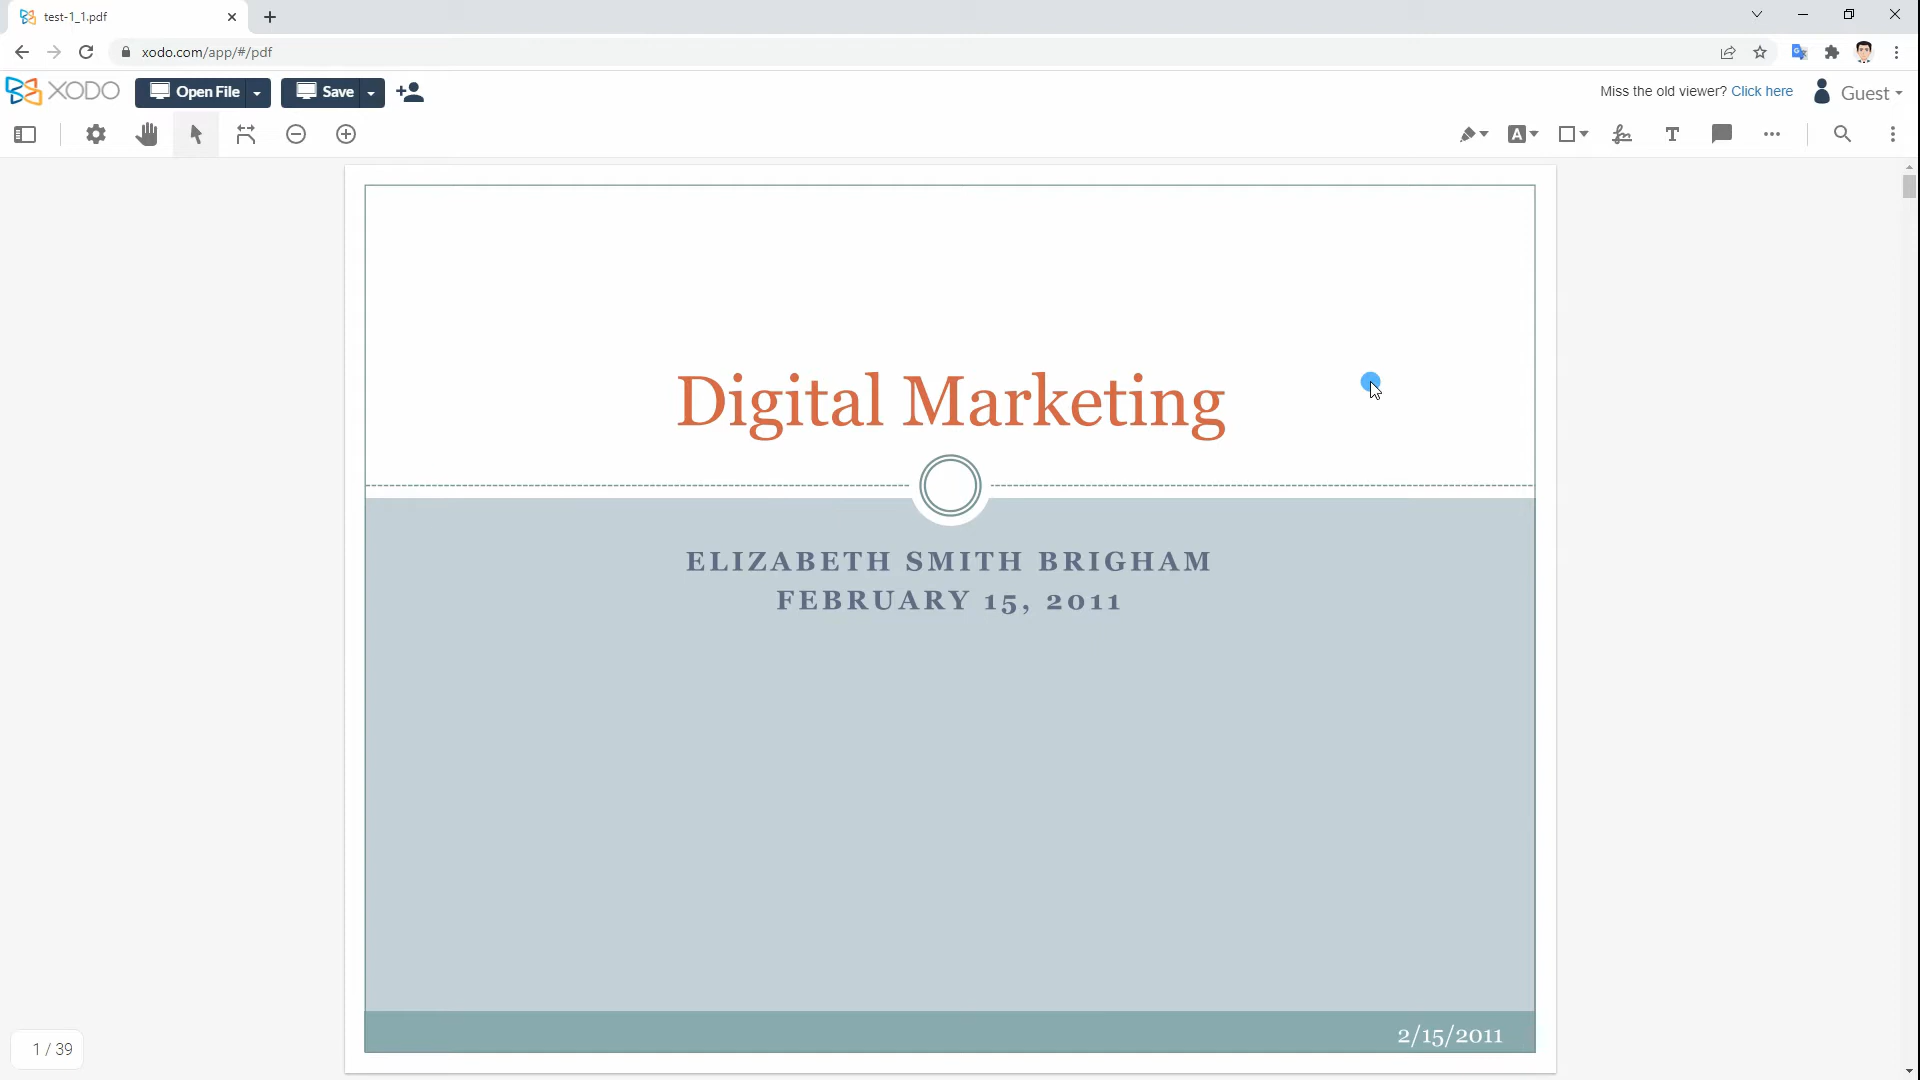 test-1_1.pdf
xodo.com/app/#/pdf
XODO
Open File
Save
Miss the old viewer? Click here
Guest
A
T
Digital Marketing
ELIZABETH SMITH BRIGHAM
FEBRUARY 15, 2011
2/15/2011
1 / 39